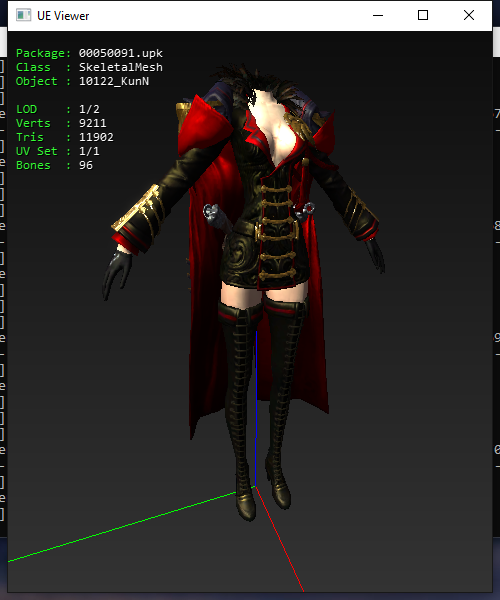 UE Viewer
Package: 00050091.upk
Class  : SkeletalMesh
Object : 10122_KunN
LOD    : 1/2
Verts  : 9211
Tris   : 11902
UV Set : 1/1
Bones  : 96